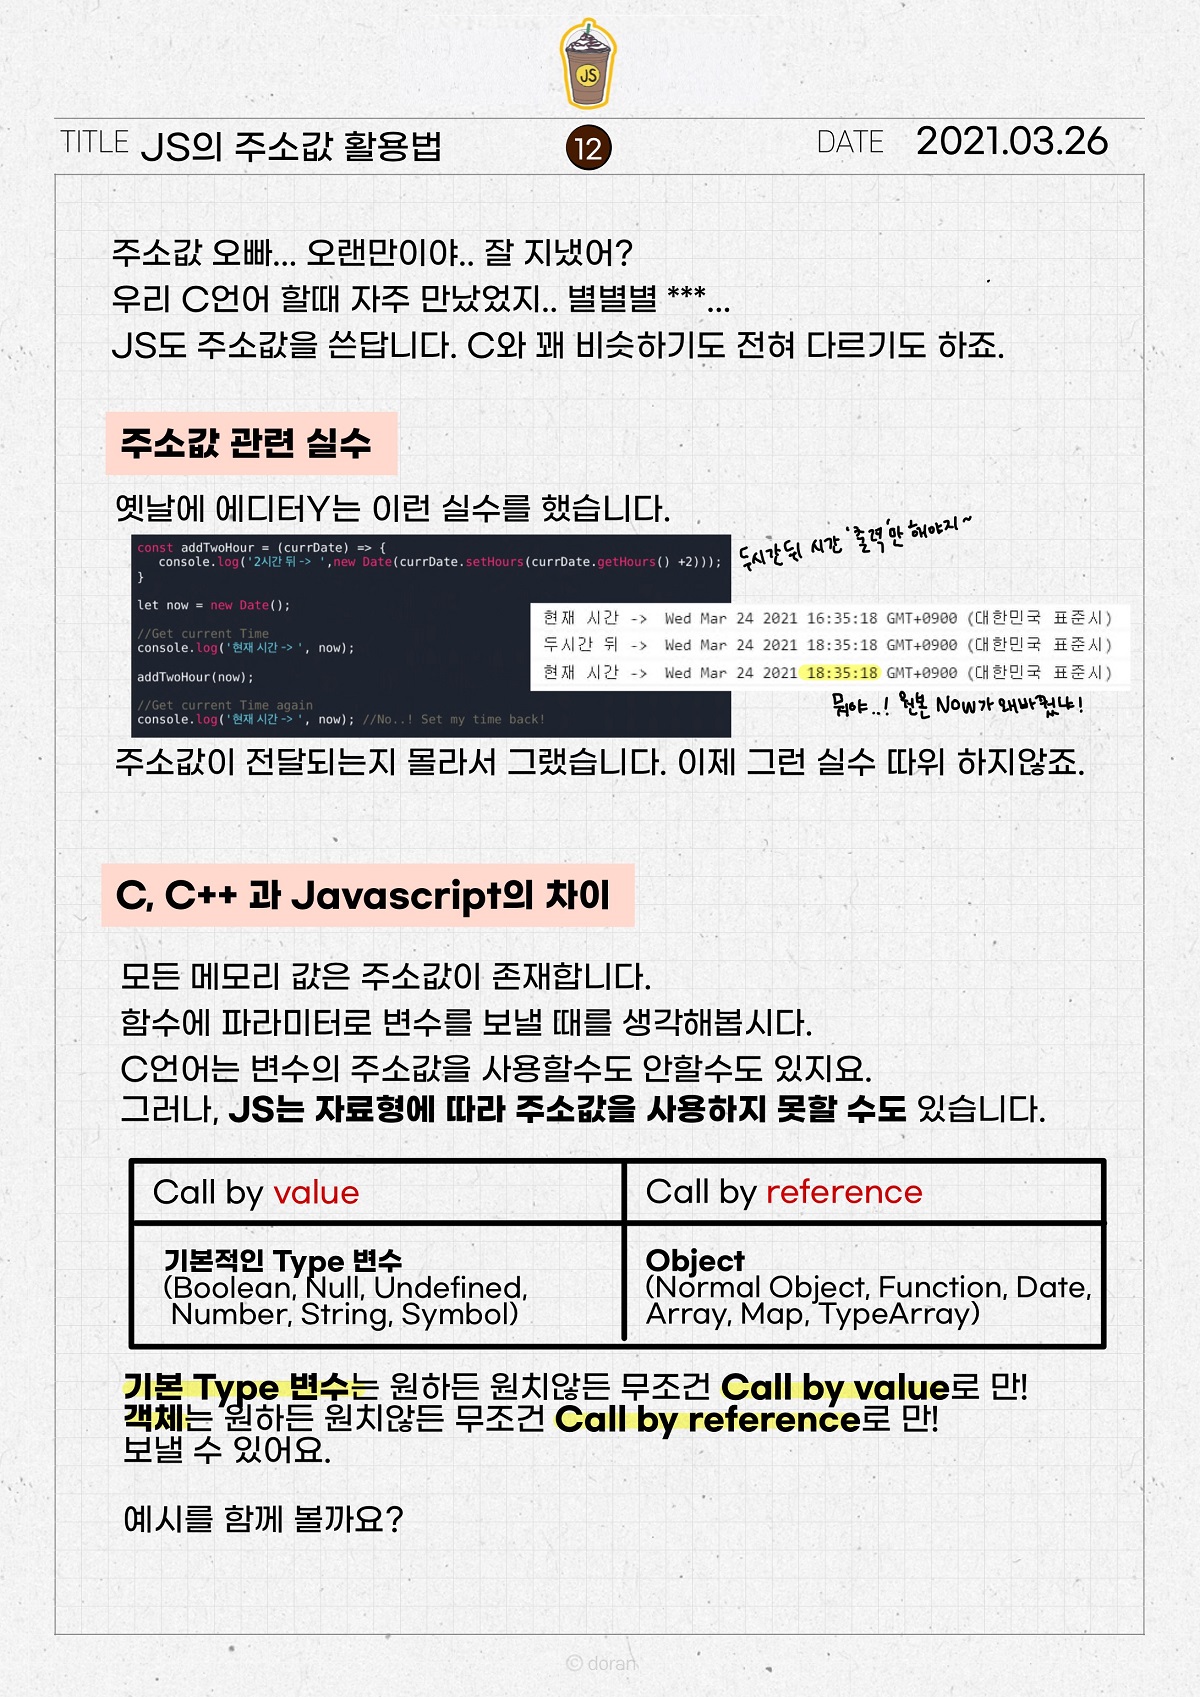 JS
TITLE JS의 주소값 활용법 12 DATE 2021.03.26
주소값 오빠... 오랜만이야.. 잘 지냈어?
우리 C언어 할때 자주 만났었지.. 별별별 ***...
JS도 주소값을 쓴답니다. C와 꽤 비슷하기도 전혀 다르기도 하죠.
주소값 관련 실수
옛날에 에디터Y는 이런 실수를 했습니다.
const addTwoHour = (currDate) => {
console.log('2시간 뒤-> ',new Date(currDate.setHours(currDate.getHours() +2)));
}
let now = new Date();
//Get current Time
console.log('현재 시간 -> ', now);
addTwoHour(now);
//Get current Time again
console.log('현재 시간 -> ', now); //No..! Set my time back!
두시간 뒤 시간 '출력'만 해야지~
현재 시간 -> Wed Mar 24 2021 16:35:18 GMT+0900 (대한민국 표준시)
두시간 뒤 -> Wed Mar 24 2021 18:35:18 GMT+0900 (대한민국 표준시)
현재 시간 -> Wed Mar 24 2021 18:35:18 GMT+0900 (대한민국 표준시)
뭐야..! 원본 Now가 왜바꼈냐!
주소값이 전달되는지 몰라서 그랬습니다. 이제 그런 실수 따위 하지않죠.
C, C++ 과 Javascript의 차이
모든 메모리 값은 주소값이 존재합니다.
함수에 파라미터로 변수를 보낼 때를 생각해봅시다.
C언어는 변수의 주소값을 사용할수도 안할수도 있지요.
그러나, JS는 자료형에 따라 주소값을 사용하지 못할 수도 있습니다.
Call by value
Call by reference
기본적인 Type 변수
(Boolean, Null, Undefined,
Number, String, Symbol)
Object
(Normal Object, Function, Date,
Array, Map, TypeArray)
기본 Type 변수는 원하든 원치않든 무조건 Call by value로 만!
객체는 원하든 원치않든 무조건 Call by reference로 만!
보낼 수 있어요.
예시를 함께 볼까요?
© doran